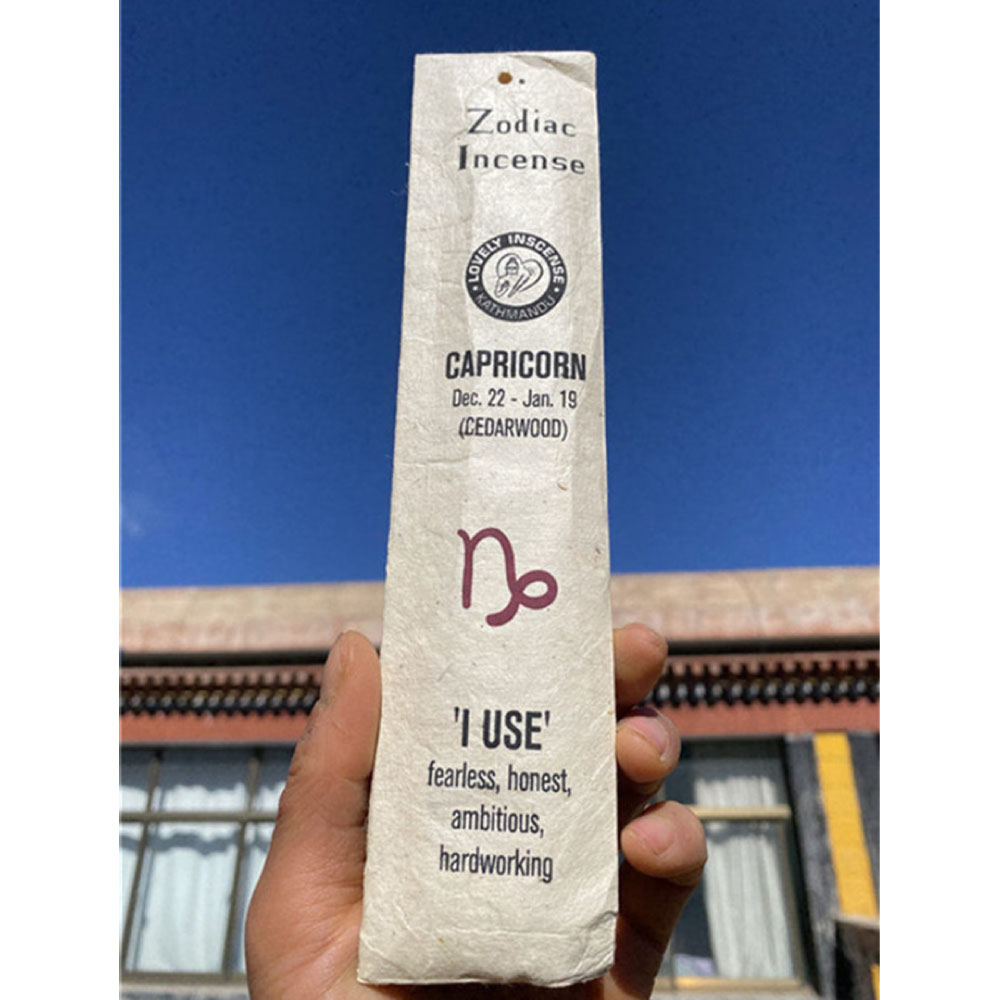 Zodiac
Incense
LOVELY INSCENSE
KATHMANDU
CAPRICORN
Dec. 22 - Jan. 19
(CEDARWOOD)
'I USE'
fearless, honest,
ambitious,
hardworking